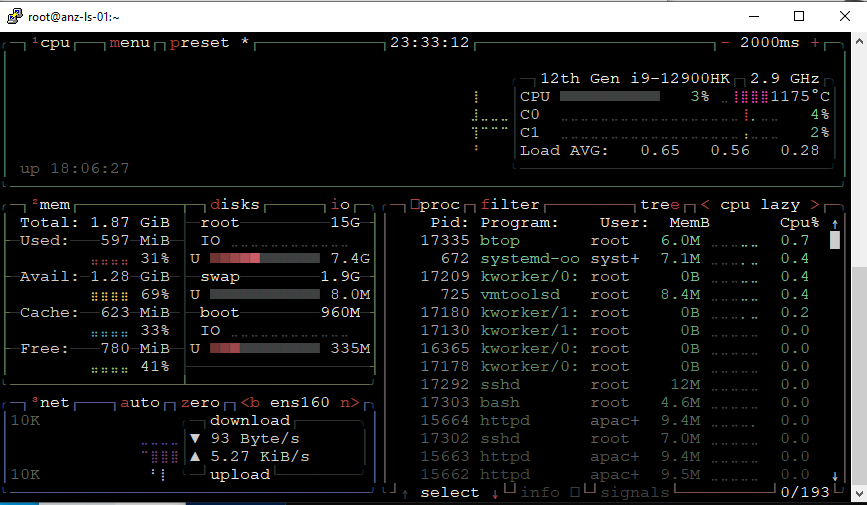 root@anz-ls-01:~
¹cpu menu preset * 23:33:12 - 2000ms +
12th Gen i9-12900HK 2.9 GHz
CPU 3% 1175°C
C0 4%
C1 2%
Load AVG: 0.65 0.56 0.28
up 18:06:27
²mem
Total: 1.87 GiB
Used: 597 MiB
31%
Avail: 1.28 GiB
69%
Cache: 623 MiB
33%
Free: 780 MiB
41%
disks io
root 15G
IO
U 7.4G
swap 1.9G
U 8.0M
boot 960M
IO
U 335M
³net auto zero <b ens160 n>
10K
download
▼ 93 Byte/s
▲ 5.27 KiB/s
upload
10K
proc filter tree < cpu lazy >
Pid: Program: User: MemB Cpu% ↑
17335 btop root 6.0M 0.7
672 systemd-oo syst+ 7.1M 0.4
17209 kworker/0: root 0B 0.4
725 vmtoolsd root 8.4M 0.4
17180 kworker/1: root 0B 0.2
17130 kworker/1: root 0B 0.0
16365 kworker/0: root 0B 0.0
17178 kworker/0: root 0B 0.0
17292 sshd root 12M 0.0
17303 bash root 4.6M 0.0
15664 httpd apac+ 9.4M 0.0
17302 sshd root 7.0M 0.0
15663 httpd apac+ 9.4M 0.0
15662 httpd apac+ 9.5M 0.0 ↓
↑ select ↓ info signals 0/193